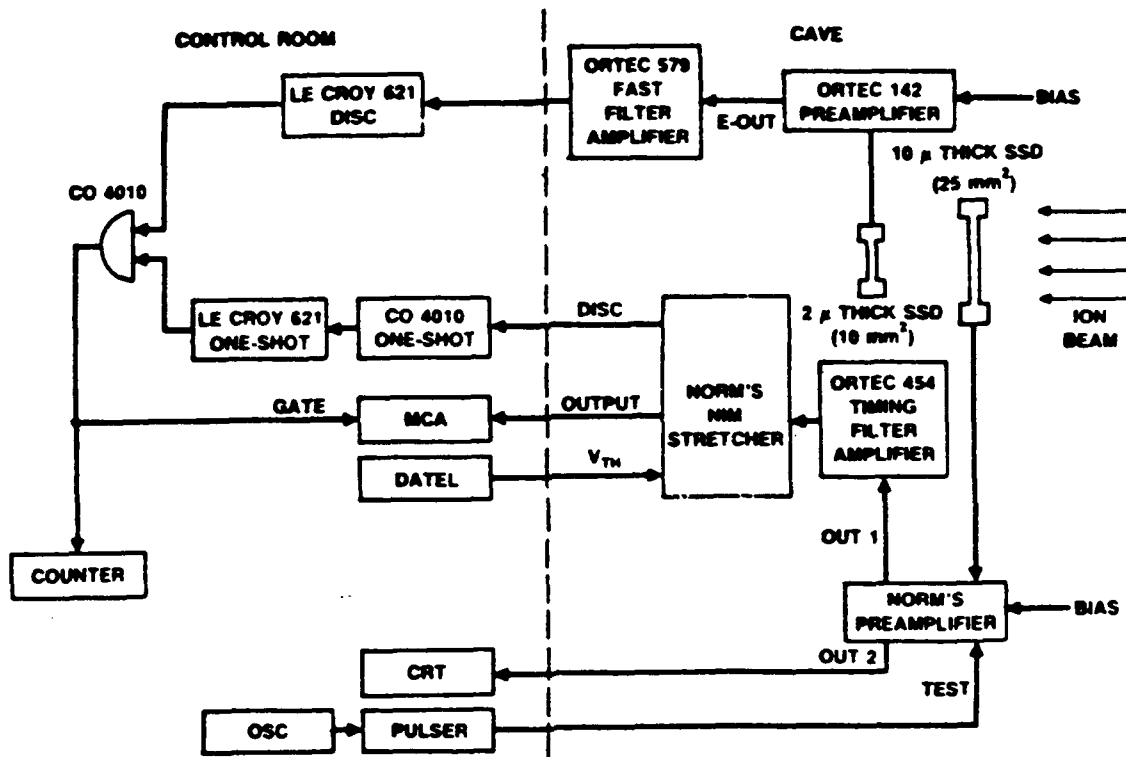 CONTROL ROOM
CAVE
LE CROY 621
DISC
ORTEC 579
FAST
FILTER
AMPLIFIER
E-OUT
ORTEC 142
PREAMPLIFIER
BIAS
10 μ THICK SSD
(25 mm²)
CO 4010
2 μ THICK SSD
(10 mm²)
ION
BEAM
LE CROY 621
ONE-SHOT
CO 4010
ONE-SHOT
DISC
NORM'S
NIM
STRETCHER
ORTEC 454
TIMING
FILTER
AMPLIFIER
GATE
MCA
OUTPUT
DATEL
V_TH
OUT 1
COUNTER
NORM'S
PREAMPLIFIER
BIAS
OUT 2
CRT
TEST
OSC
PULSER